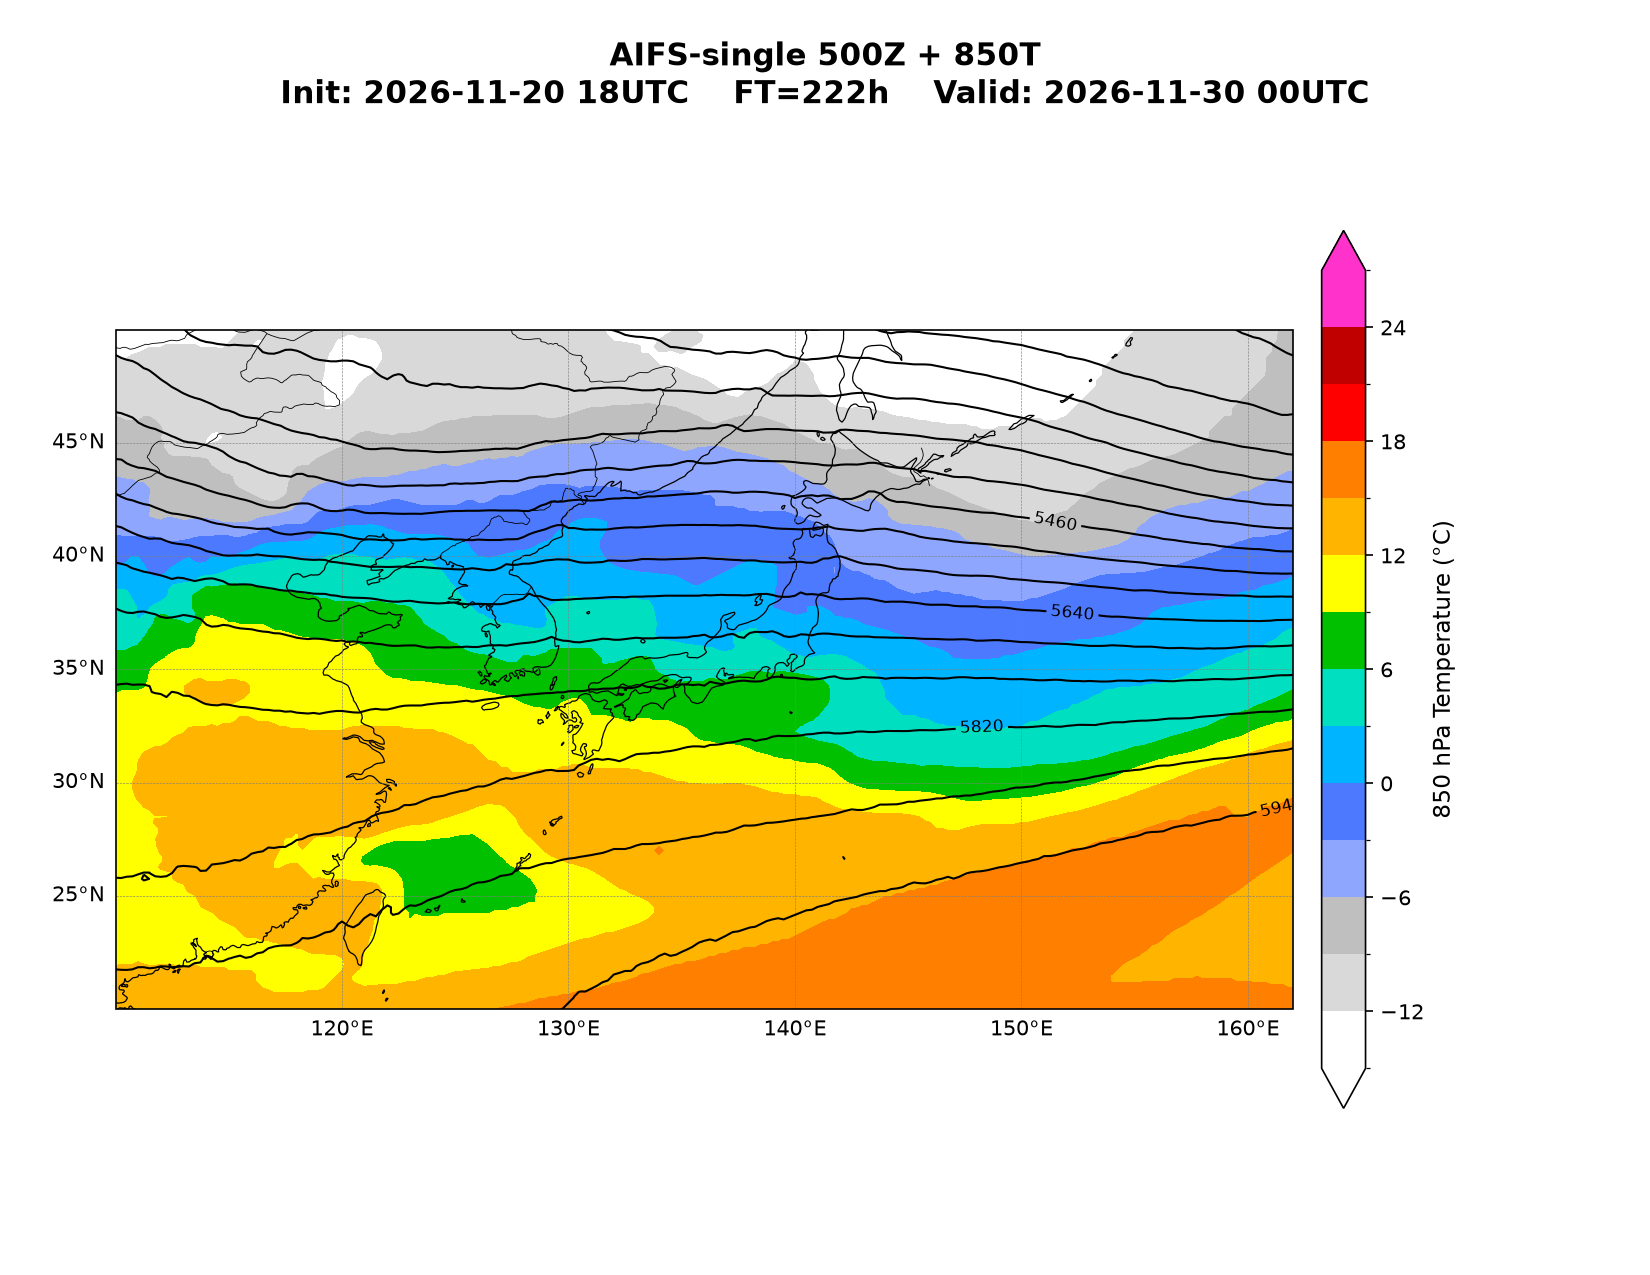 AIFS-single 500Z + 850T
Init: 2026-11-20 18UTC    FT=222h    Valid: 2026-11-30 00UTC
45°N
40°N
35°N
30°N
25°N
120°E
130°E
140°E
150°E
160°E
5460
5640
5820
594
24
18
12
6
0
−6
−12
850 hPa Temperature (°C)